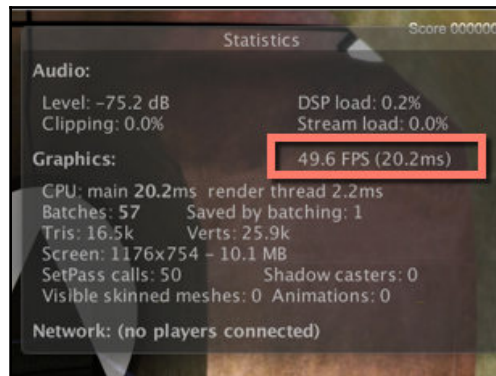 Score 000000
Statistics
Audio:
Level: -75.2 dB DSP load: 0.2%
Clipping: 0.0% Stream load: 0.0%
Graphics: 49.6 FPS (20.2ms)
CPU: main 20.2ms render thread 2.2ms
Batches: 57 Saved by batching: 1
Tris: 16.5k Verts: 25.9k
Screen: 1176x754 - 10.1 MB
SetPass calls: 50 Shadow casters: 0
Visible skinned meshes: 0 Animations: 0
Network: (no players connected)